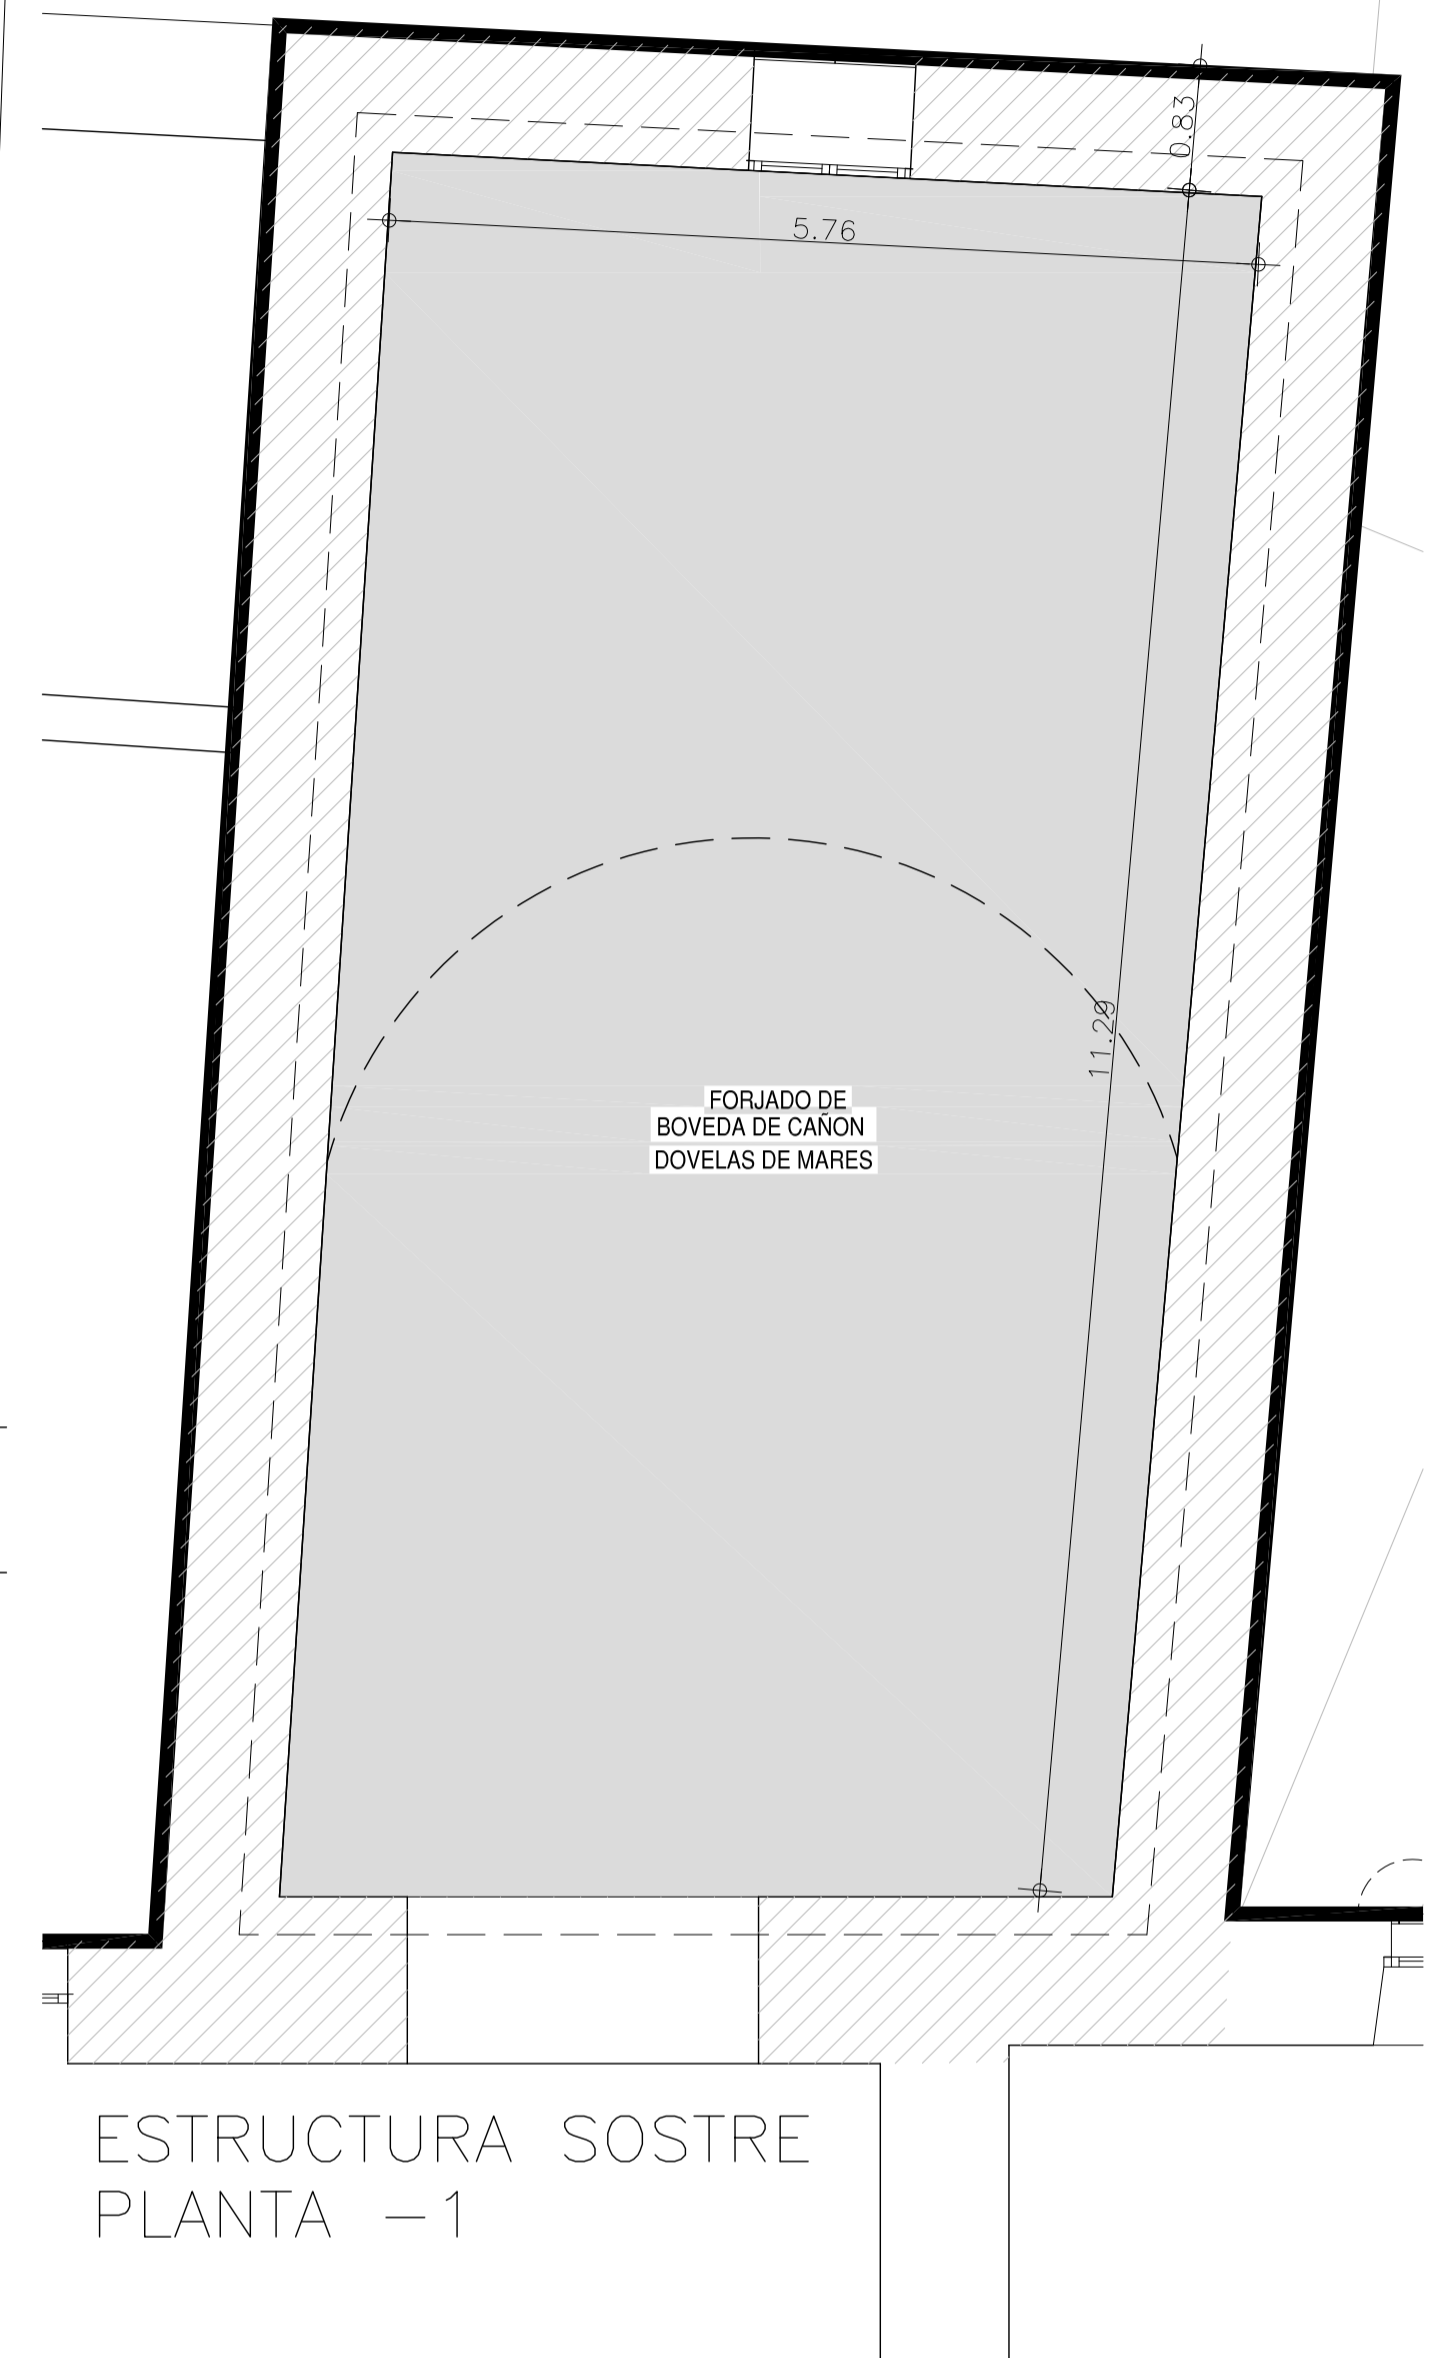 0.83
5.76
11.29
FORJADO DE
BOVEDA DE CAÑON
DOVELAS DE MARES
ESTRUCTURA SOSTRE
PLANTA -1